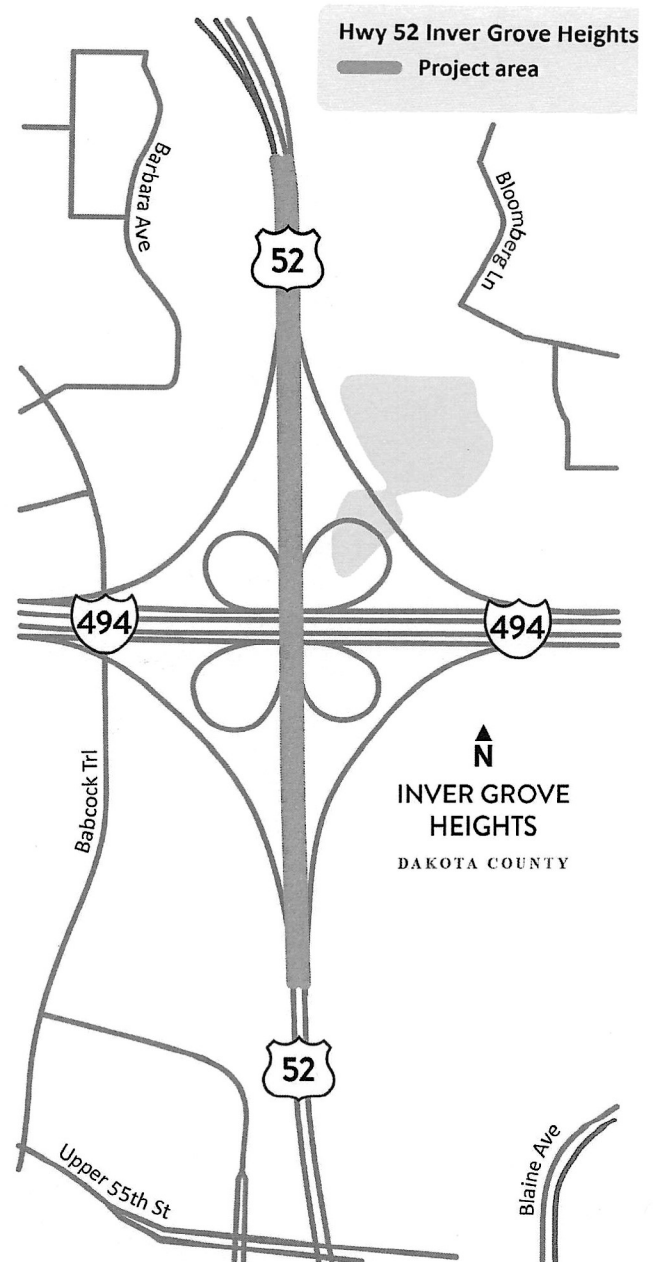 Hwy 52 Inver Grove Heights
Project area
Barbara Ave
Bloomberg Ln
52
494
494
Babcock Trl
N
INVER GROVE
HEIGHTS
DAKOTA COUNTY
52
Upper 55th St
Blaine Ave